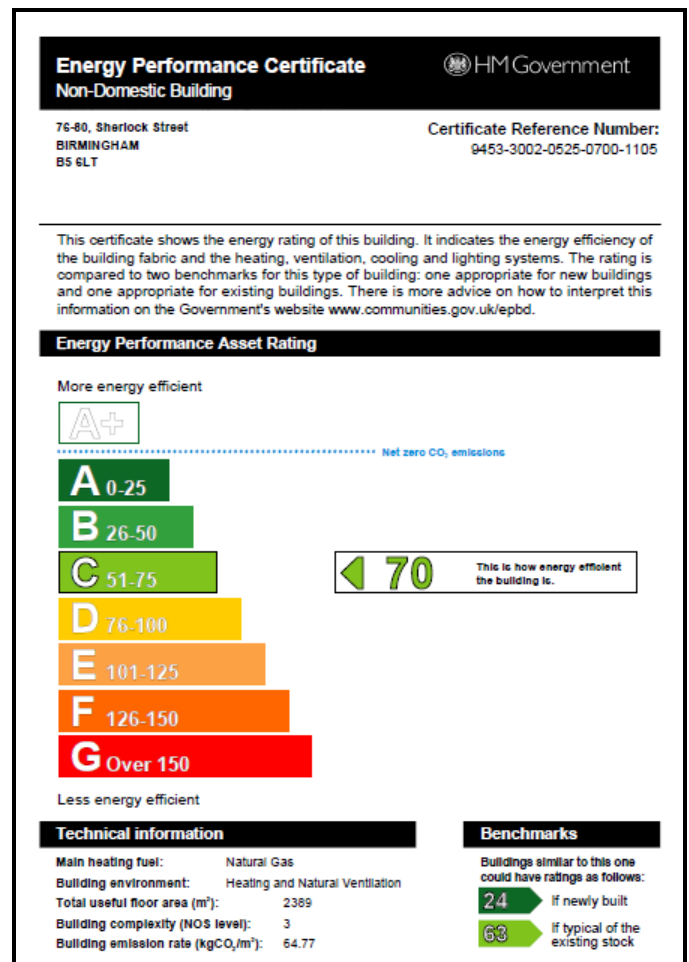 Energy Performance Certificate
Non-Domestic Building
HM Government
76-80, Sherlock Street
BIRMINGHAM
B5 6LT
Certificate Reference Number:
9453-3002-0525-0700-1105
This certificate shows the energy rating of this building. It indicates the energy efficiency of
the building fabric and the heating, ventilation, cooling and lighting systems. The rating is
compared to two benchmarks for this type of building: one appropriate for new buildings
and one appropriate for existing buildings. There is more advice on how to interpret this
information on the Government's website www.communities.gov.uk/epbd.
Energy Performance Asset Rating
More energy efficient
A+
Net zero CO₂ emissions
A 0-25
B 26-50
C 51-75
70
This is how energy efficient
the building is.
D 76-100
E 101-125
F 126-150
G Over 150
Less energy efficient
Technical information
Main heating fuel: Natural Gas
Building environment: Heating and Natural Ventilation
Total useful floor area (m²): 2389
Building complexity (NOS level): 3
Building emission rate (kgCO₂/m²): 64.77
Benchmarks
Buildings similar to this one
could have ratings as follows:
24 If newly built
63 If typical of the
existing stock